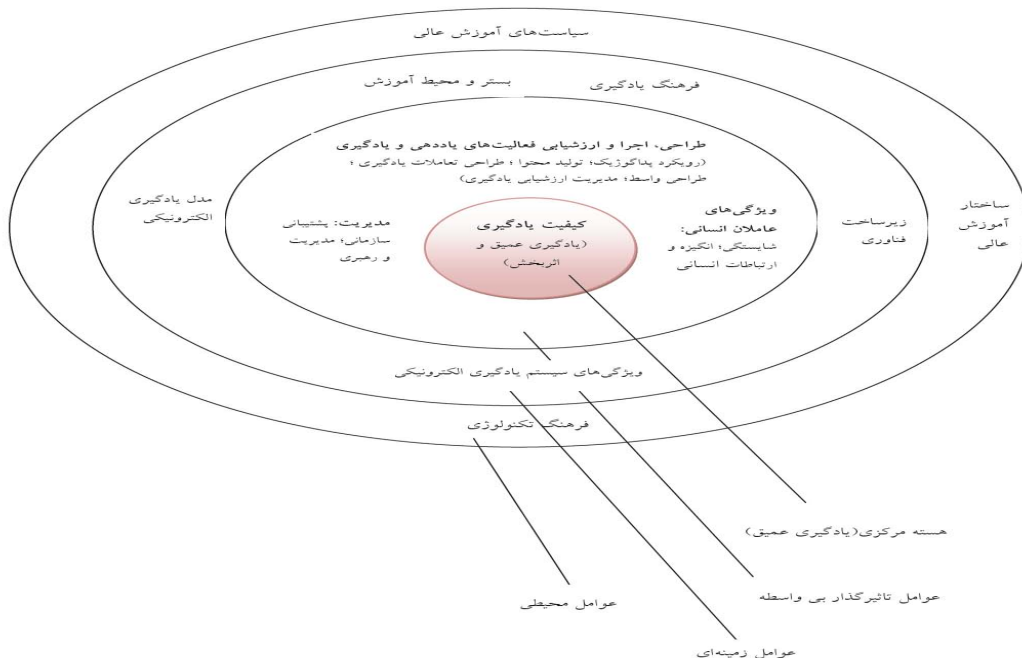 سیاست‌های آموزش عالی
فرهنگ یادگیری
بستر و محیط آموزش
طراحی، اجرا و ارزشیابی فعالیت‌های یاددهی و یادگیری
(رویکرد پداگوژیک؛ تولید محتوا ؛ طراحی تعاملات یادگیری ؛
طراحی واسط؛ مدیریت ارزشیابی یادگیری)
ساختار
آموزش
عالی
زیرساخت
فناوری
ویژگی‌های
عاملان انسانی:
شایستگی؛ انگیزه و
ارتباطات انسانی
کیفیت یادگیری
(یادگیری عمیق و
اثربخش)
مدیریت: پشتیبانی
سازمانی؛ مدیریت
و رهبری
مدل یادگیری
الکترونیکی
ویژگی‌های سیستم یادگیری الکترونیکی
فرهنگ تکنولوژی
هسته مرکزی(یادگیری عمیق)
عوامل تاثیرگذار بی واسطه
عوامل محیطی
عوامل زمینه‌ای